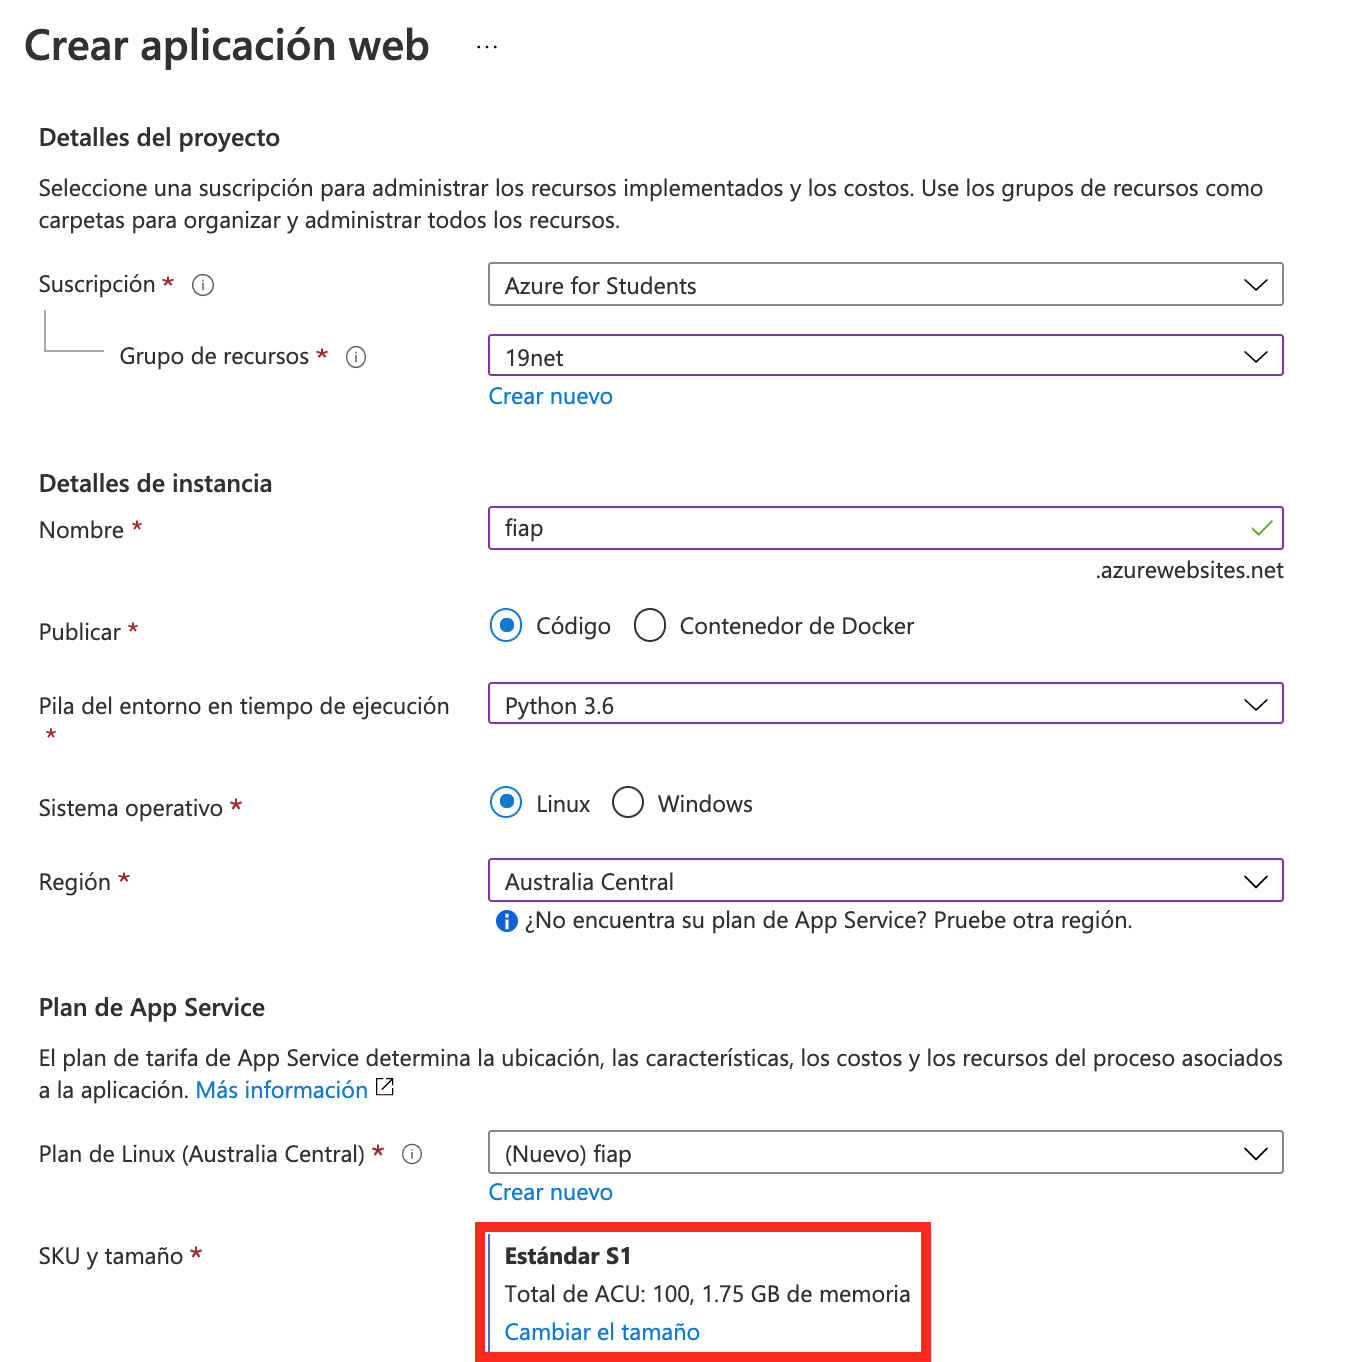 Crear aplicación web ...
Detalles del proyecto
Seleccione una suscripción para administrar los recursos implementados y los costos. Use los grupos de recursos como
carpetas para organizar y administrar todos los recursos.
Suscripción * Azure for Students
Grupo de recursos * 19net
Crear nuevo
Detalles de instancia
Nombre * fiap
.azurewebsites.net
Publicar * Código Contenedor de Docker
Pila del entorno en tiempo de ejecución Python 3.6
*
Sistema operativo * Linux Windows
Región * Australia Central
¿No encuentra su plan de App Service? Pruebe otra región.
Plan de App Service
El plan de tarifa de App Service determina la ubicación, las características, los costos y los recursos del proceso asociados
a la aplicación. Más información
Plan de Linux (Australia Central) * (Nuevo) fiap
Crear nuevo
SKU y tamaño * Estándar S1
Total de ACU: 100, 1.75 GB de memoria
Cambiar el tamaño